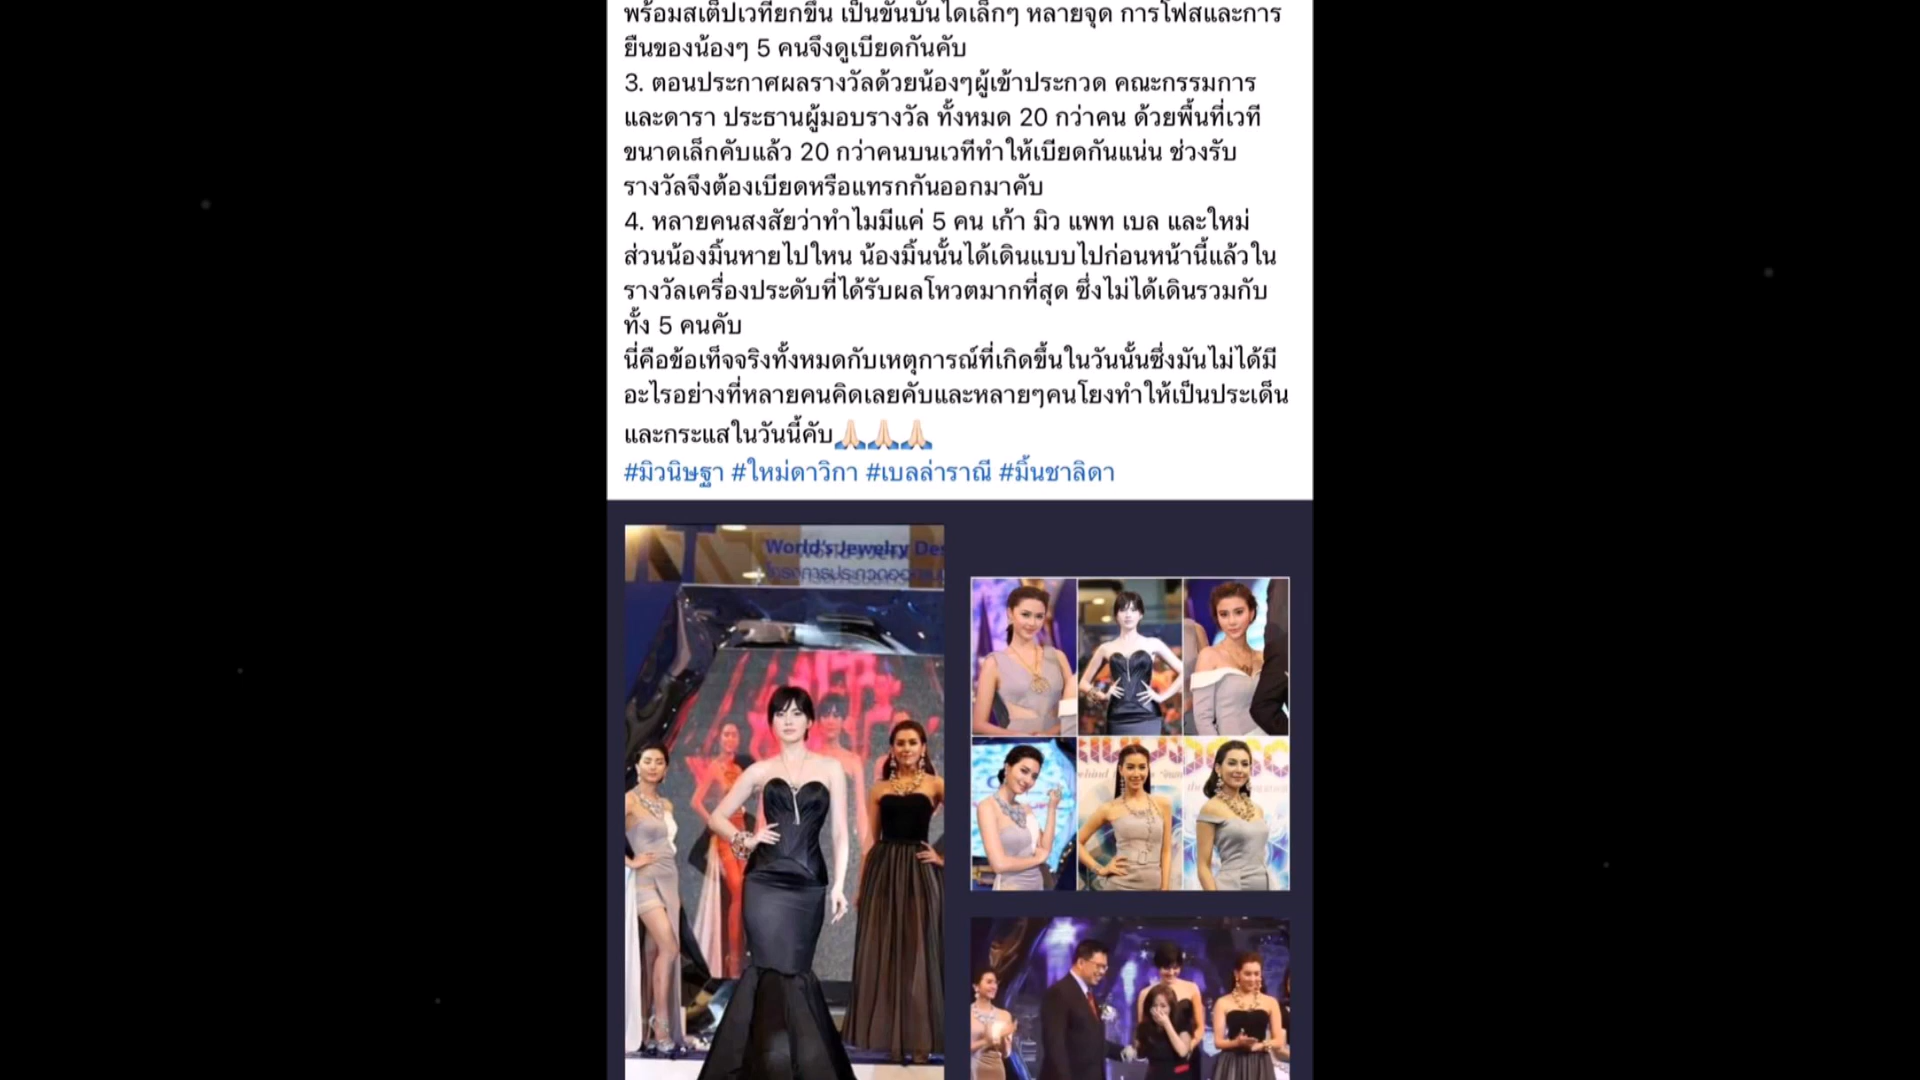 พร้อมสเต็ปเวทียกขึ้น เป็นขั้นบันไดเล็กๆ หลายจุด การโพสและการ
ยืนของน้องๆ 5 คนจึงดูเบียดกันคับ
3. ตอนประกาศผลรางวัลด้วยน้องๆผู้เข้าประกวด คณะกรรมการ
และดารา ประธานผู้มอบรางวัล ทั้งหมด 20 กว่าคน ด้วยพื้นที่เวที
ขนาดเล็กคับแล้ว 20 กว่าคนบนเวทีทำให้เบียดกันแน่น ช่วงรับ
รางวัลจึงต้องเบียดหรือแทรกกันออกมาคับ
4. หลายคนสงสัยว่าทำไมมีแค่ 5 คน เก้า มิว แพท เบล และใหม่
ส่วนน้องมิ้นหายไปใหน น้องมิ้นนั้นได้เดินแบบไปก่อนหน้านี้แล้วใน
รางวัลเครื่องประดับที่ได้รับผลโหวตมากที่สุด ซึ่งไม่ได้เดินรวมกับ
ทั้ง 5 คนคับ
นี่คือข้อเท็จจริงทั้งหมดกับเหตุการณ์ที่เกิดขึ้นในวันนั้นซึ่งมันไม่ได้มี
อะไรอย่างที่หลายคนคิดเลยคับและหลายๆคนโยงทำให้เป็นประเด็น
และกระแสในวันนี้คับ🙏🏻🙏🏻🙏🏻
#มิวนิษฐา #ใหม่ดาวิกา #เบลล่าราณี #มิ้นชาลิดา
World's Jewelry Des